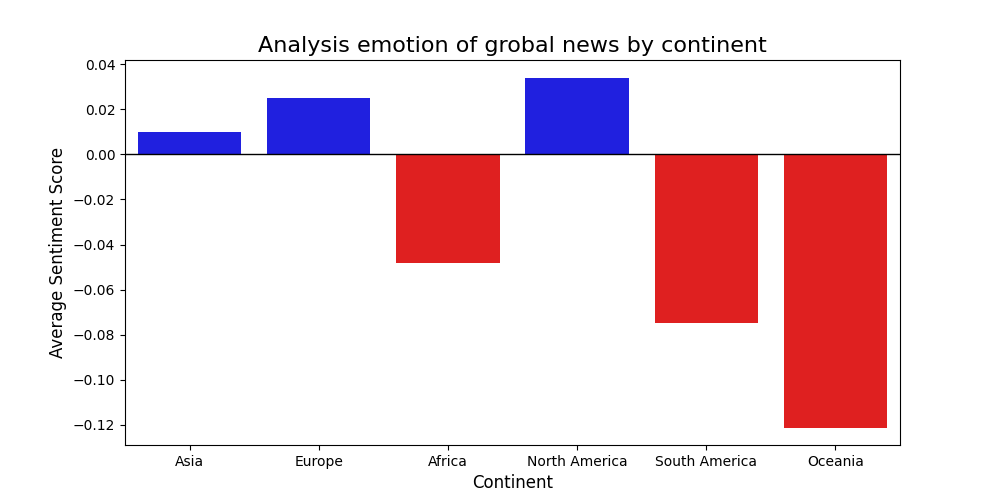 Analysis emotion of grobal news by continent
0.04
0.02
0.00
−0.02
−0.04
−0.06
−0.08
−0.10
−0.12
Average Sentiment Score
Asia Europe Africa North America South America Oceania
Continent